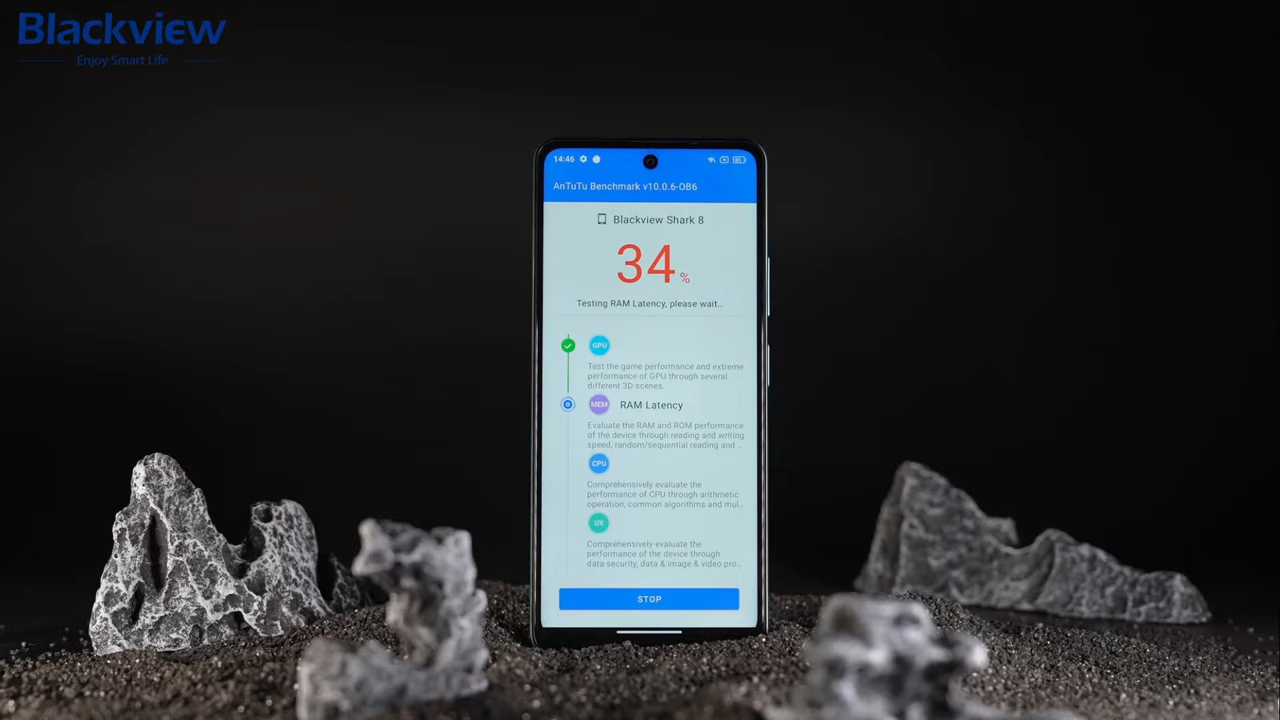 Blackview
Enjoy Smart Life
14:46
AnTuTu Benchmark v10.0.6-OB6
Blackview Shark 8
34%
Testing RAM Latency, please wait..
GPU
Test the game performance and extreme
performance of GPU through several
different 3D scenes.
MEM RAM Latency
Evaluate the RAM and ROM performance
of the device through reading and writing
speed, random/sequential reading and ..
CPU
Comprehensively evaluate the
performance of CPU through arithmetic
operation, common algorithms and mul..
UX
Comprehensively evaluate the
performance of the device through
data security, data & image & video pro..
STOP